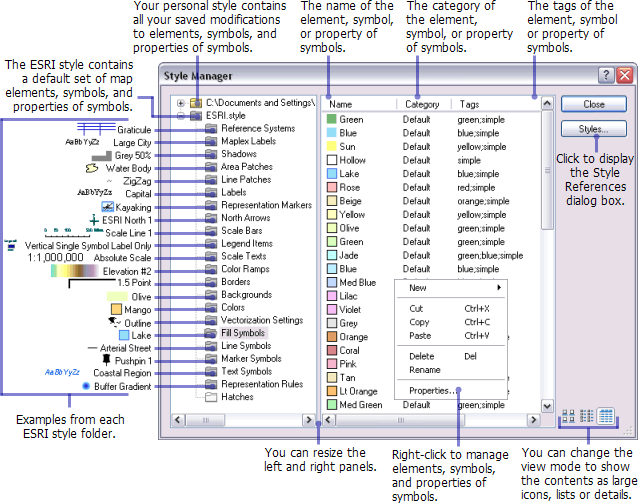 Your personal style contains
all your saved modifications
to elements, symbols, and
properties of symbols.
The name of the
element, symbol,
or property of
symbols.
The category of
the element,
symbol, or property
of symbols.
The tags of
the element,
symbol or property
of symbols.
The ESRI style contains
a default set of map
elements, symbols, and
properties of symbols.
Graticule
AaBbYyZz Large City
Grey 50%
Water Body
ZigZag
AaBbYyZz Capital
Kayaking
ESRI North 1
Scale Line 1
Vertical Single Symbol Label Only
1:1,000,000 Absolute Scale
Elevation #2
1.5 Point
Olive
Mango
Outline
Lake
Arterial Street
Pushpin 1
AaBbYyZz Coastal Region
Buffer Gradient
Examples from each
ESRI style folder.
Style Manager
C:\Documents and Settings\
ESRI.style
Reference Systems
Maplex Labels
Shadows
Area Patches
Line Patches
Labels
Representation Markers
North Arrows
Scale Bars
Legend Items
Scale Texts
Color Ramps
Borders
Backgrounds
Colors
Vectorization Settings
Fill Symbols
Line Symbols
Marker Symbols
Text Symbols
Representation Rules
Hatches
Name Category Tags
Green Default green;simple
Blue Default blue;simple
Sun Default yellow;simple
Hollow Default simple
Lake Default blue;simple
Rose Default red;simple
Beige Default orange;simple
Yellow Default yellow;simple
Olive Default green;simple
Green Default green;simple
Jade Default green;blue;simple
Blue Default blue;simple
Med Blue
Lilac
Violet
Grey
Orange
Coral
Pink
Tan
Lt Orange
Med Green Default green;simple
New
Cut Ctrl+X
Copy Ctrl+C
Paste Ctrl+V
Delete Del
Rename
Properties...
Close
Styles...
Click to display
the Style
References
dialog box.
You can resize the
left and right panels.
Right-click to manage
elements, symbols,
and properties of
symbols.
You can change the
view mode to show
the contents as large
icons, lists or details.